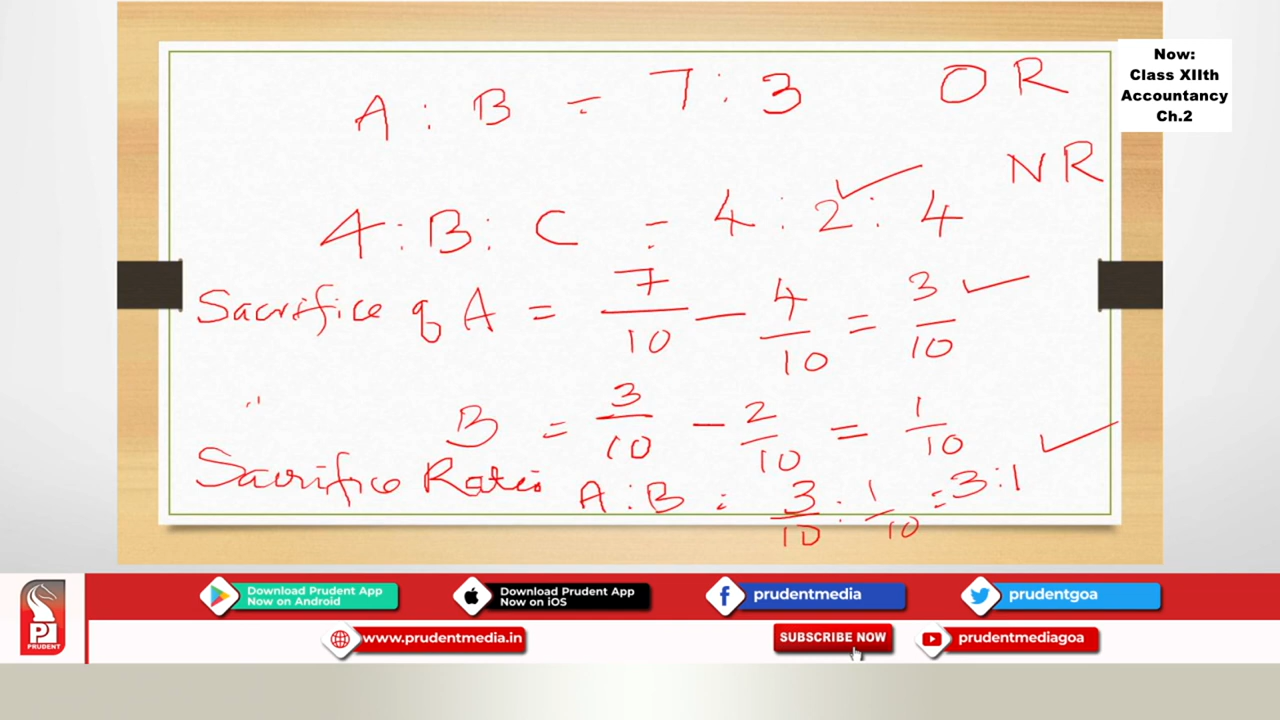 A : B = 7 : 3 OR
NR
A : B : C = 4 : 2 : 4
Sacrifice of A = 7/10 - 4/10 = 3/10
" B = 3/10 - 2/10 = 1/10
Sacrifice Ratio A : B = 3/10 : 1/10 = 3 : 1
Now:
Class XIIth
Accountancy
Ch.2
PRUDENT
Download Prudent App
Now on Android
Download Prudent App
Now on iOS
prudentmedia
prudentgoa
www.prudentmedia.in
SUBSCRIBE NOW
prudentmediagoa